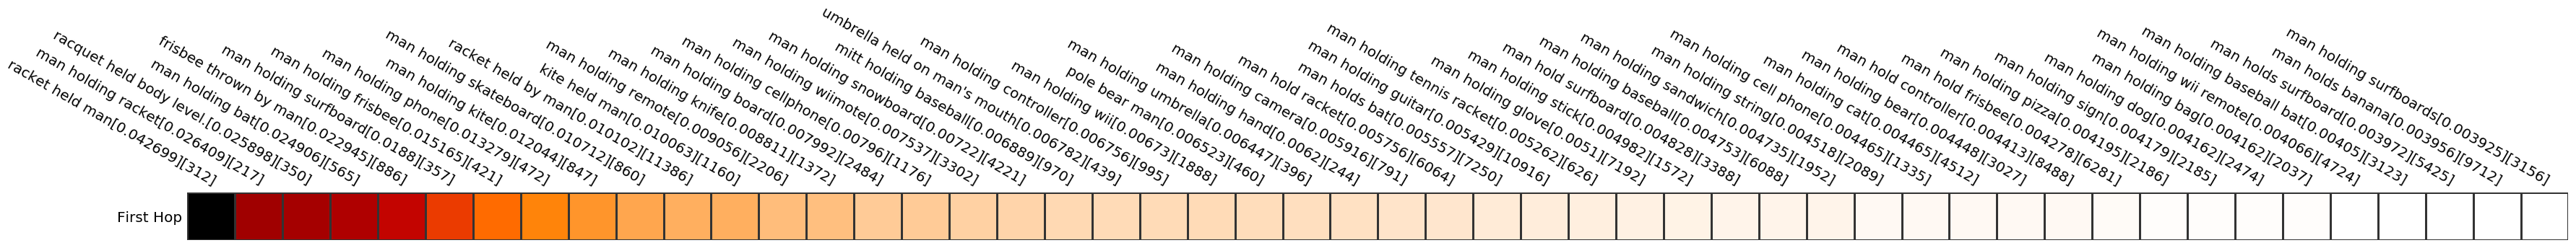 racket held man[0.042699][312]
man holding racket[0.026409][217]
racquet held body level.[0.025898][350]
man holding bat[0.024906][565]
frisbee thrown by man[0.022945][886]
man holding surfboard[0.0188][357]
man holding frisbee[0.015165][421]
man holding phone[0.013279][472]
man holding kite[0.012044][847]
man holding skateboard[0.010712][860]
racket held by man[0.010102][1386]
kite held man[0.01063][1160]
man holding remote[0.009056][206]
man holding knife[0.008811][1372]
man holding board[0.007992][2484]
man holding cellphone[0.00796][1176]
man holding wiimote[0.007537][3302]
man holding snowboard[0.00722][421]
mitt holding baseball[0.006889][970]
umbrella held on man's mouth[0.006782][439]
man holding controller[0.006756][995]
man holding wii[0.00673][1888]
pole bear man[0.006523][460]
man holding umbrella[0.006447][396]
man holding hand[0.0062][244]
man holding camera[0.005916][791]
man hold racket[0.005756][6064]
man holds bat[0.005557][7250]
man holding guitar[0.005429][10916]
man holding tennis racket[0.005262][626]
man holding glove[0.0051][7192]
man holding stick[0.004982][1572]
man hold surfboard[0.004828][3388]
man holding baseball[0.004753][6088]
man holding sandwich[0.004735][1952]
man holding string[0.004518][2089]
man holding cell phone[0.004465][1335]
man holding cat[0.004465][4512]
man holding bear[0.004448][3027]
man hold controller[0.004413][8488]
man hold frisbee[0.004278][6281]
man holding pizza[0.004195][2186]
man holding sign[0.004179][2185]
man holding dog[0.004162][2474]
man holding bag[0.004162][2037]
man holding wii remote[0.004066][4724]
man holding baseball bat[0.00405][3123]
man holds surfboard[0.003972][5425]
man holds banana[0.003956][9712]
man holding surfboards[0.003925][3156]
First Hop